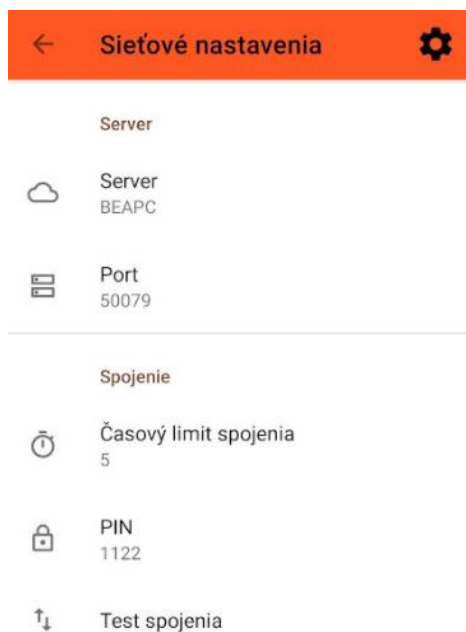 Sieťové nastavenia
Server
Server
BEAPC
Port
50079
Spojenie
Časový limit spojenia
5
PIN
1122
Test spojenia